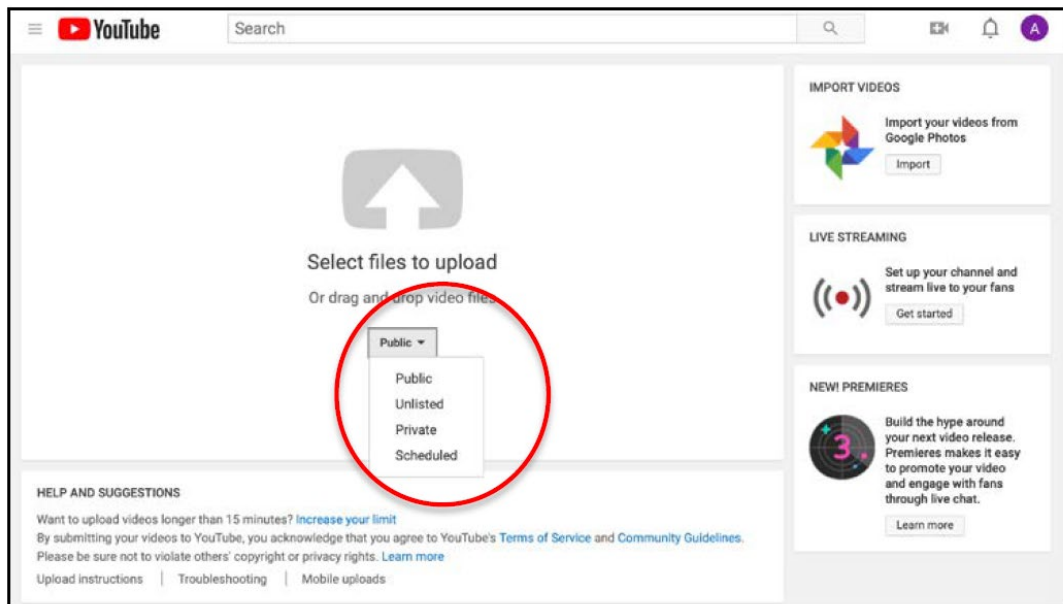 YouTube
Search
A
Select files to upload
Or drag and drop video files
Public
Public
Unlisted
Private
Scheduled
HELP AND SUGGESTIONS
Want to upload videos longer than 15 minutes? Increase your limit
By submitting your videos to YouTube, you acknowledge that you agree to YouTube's Terms of Service and Community Guidelines.
Please be sure not to violate others' copyright or privacy rights. Learn more
Upload instructions | Troubleshooting | Mobile uploads
IMPORT VIDEOS
Import your videos from
Google Photos
Import
LIVE STREAMING
Set up your channel and
stream live to your fans
Get started
NEW! PREMIERES
3
Build the hype around
your next video release.
Premieres makes it easy
to promote your video
and engage with fans
through live chat.
Learn more